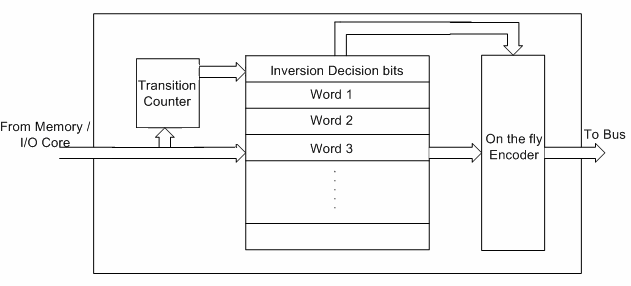 Inversion Decision bits
Transition
Counter
Word 1
Word 2
From Memory /
I/O Core
Word 3
On the fly
Encoder
To Bus